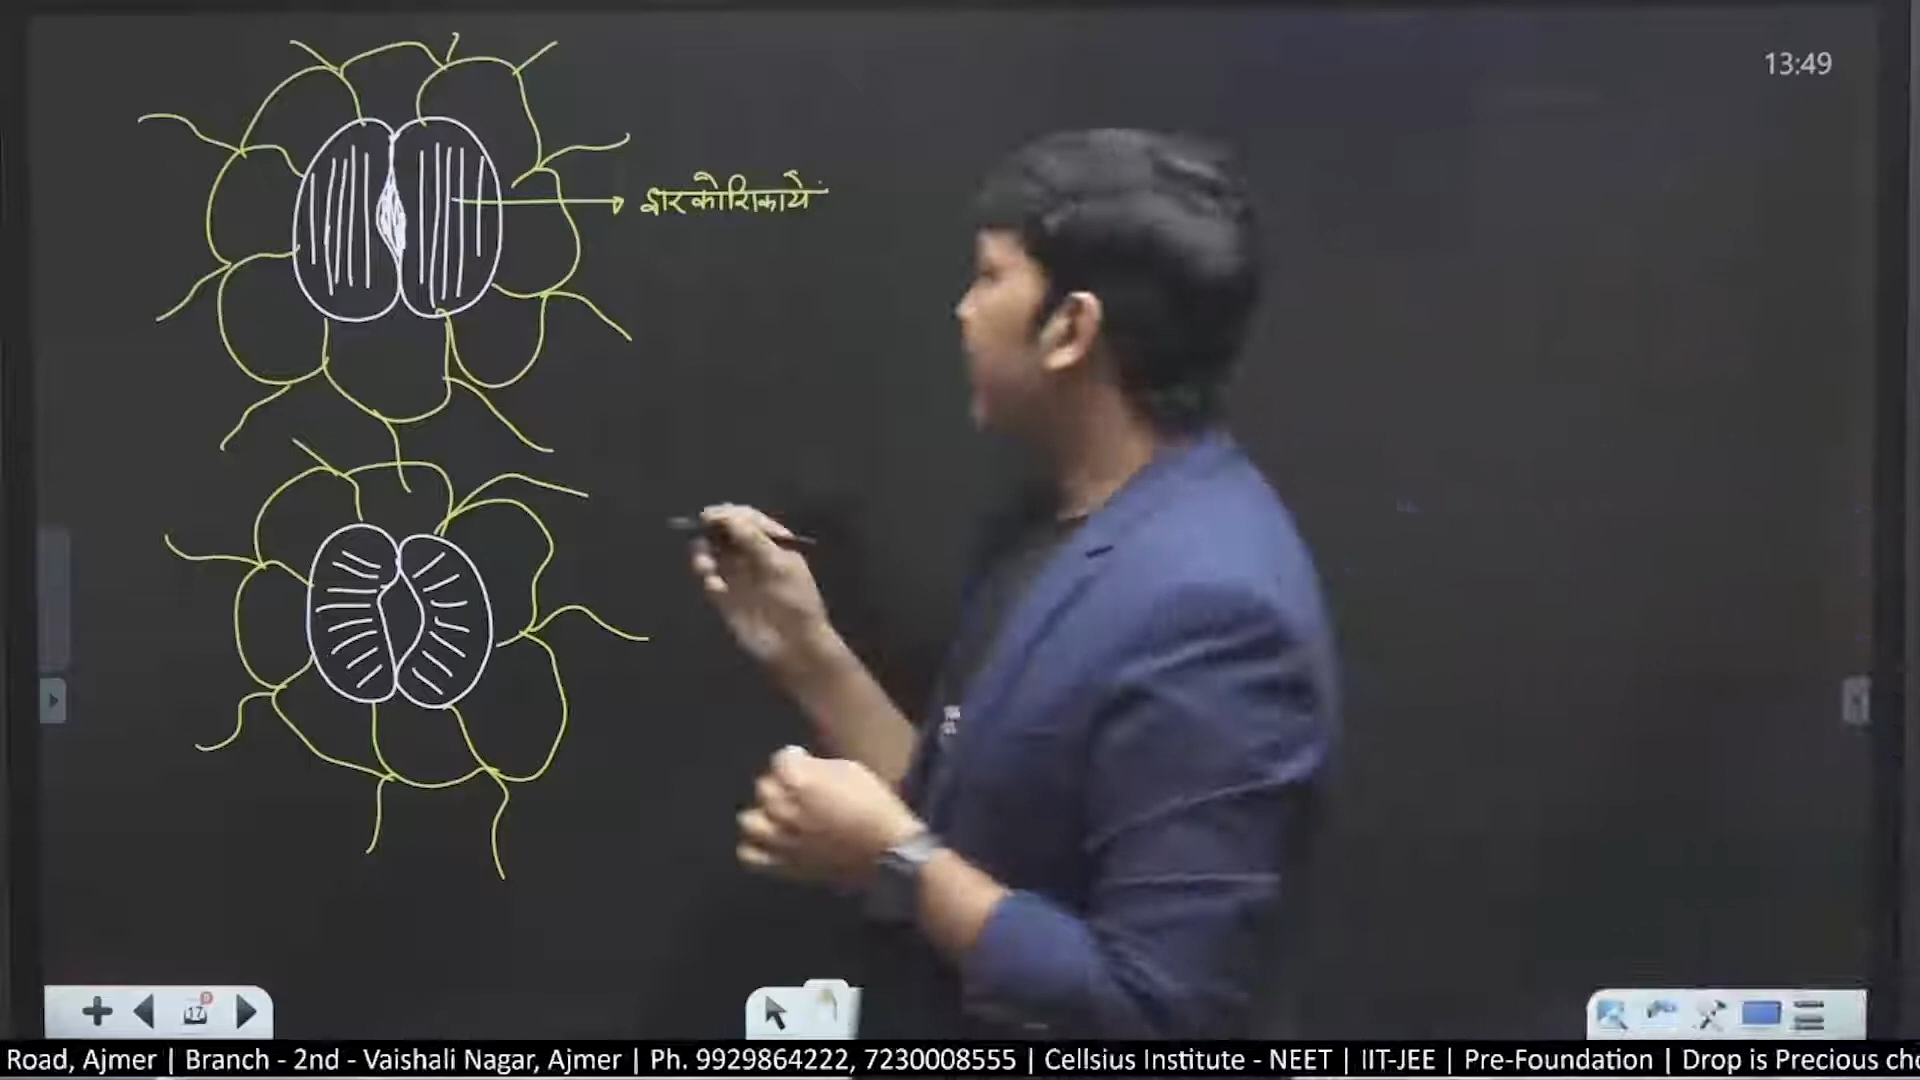 13:49
द्वार कोशिकायें
17
Road, Ajmer | Branch - 2nd - Vaishali Nagar, Ajmer | Ph. 9929864222, 7230008555 | Cellsius Institute - NEET | IIT-JEE | Pre-Foundation | Drop is Precious